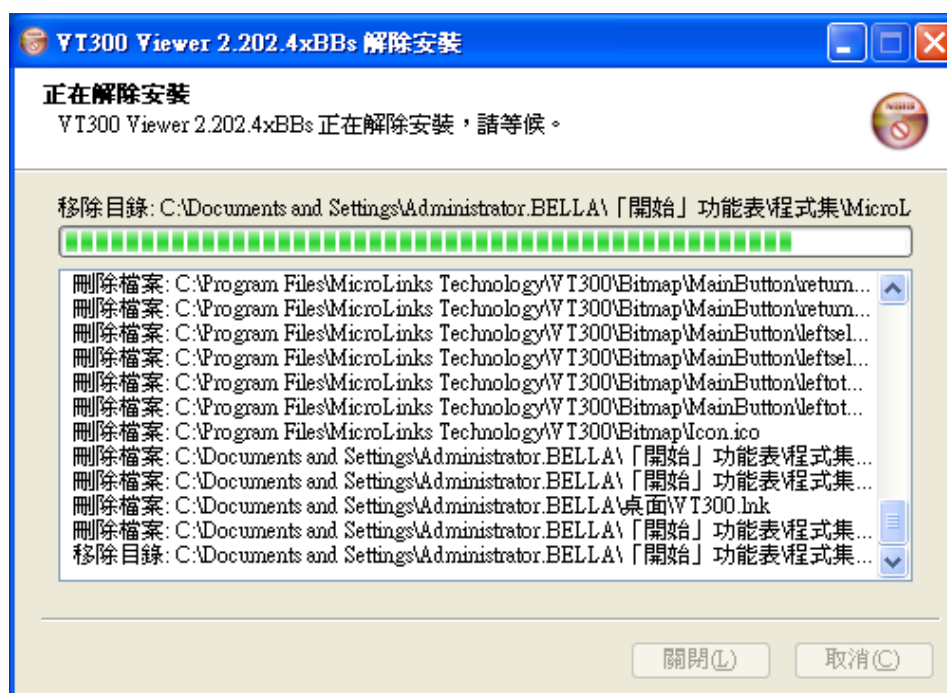 VT300 Viewer 2.202.4xBBs 解除安裝
正在解除安裝
VT300 Viewer 2.202.4xBBs 正在解除安裝，請等候。
移除目錄: C:\Documents and Settings\Administrator.BELLA\「開始」功能表\程式集\MicroL
刪除檔案: C:\Program Files\MicroLinks Technology\VT300\Bitmap\MainButton\return...
刪除檔案: C:\Program Files\MicroLinks Technology\VT300\Bitmap\MainButton\return...
刪除檔案: C:\Program Files\MicroLinks Technology\VT300\Bitmap\MainButton\leftsel...
刪除檔案: C:\Program Files\MicroLinks Technology\VT300\Bitmap\MainButton\leftsel...
刪除檔案: C:\Program Files\MicroLinks Technology\VT300\Bitmap\MainButton\leftot...
刪除檔案: C:\Program Files\MicroLinks Technology\VT300\Bitmap\MainButton\leftot...
刪除檔案: C:\Program Files\MicroLinks Technology\VT300\Bitmap\Icon.ico
刪除檔案: C:\Documents and Settings\Administrator.BELLA\「開始」功能表\程式集...
刪除檔案: C:\Documents and Settings\Administrator.BELLA\「開始」功能表\程式集...
刪除檔案: C:\Documents and Settings\Administrator.BELLA\桌面\VT300.lnk
刪除檔案: C:\Documents and Settings\Administrator.BELLA\「開始」功能表\程式集...
移除目錄: C:\Documents and Settings\Administrator.BELLA\「開始」功能表\程式集...
關閉(L)
取消(C)